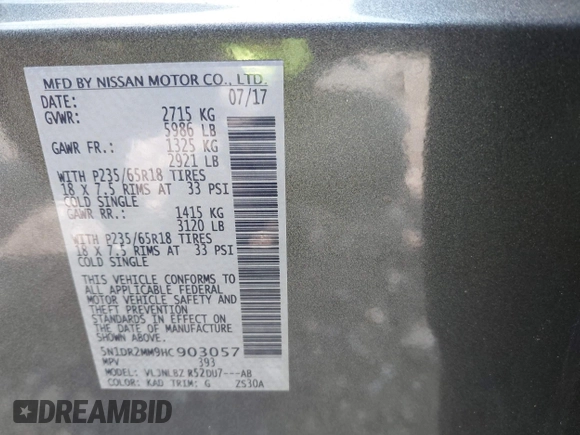 MFD BY NISSAN MOTOR CO., LTD.
DATE: 07/17
GVWR: 2715 KG
5986 LB
GAWR FR.: 1325 KG
2921 LB
WITH P235/65R18 TIRES
18 X 7.5 RIMS AT 33 PSI
COLD SINGLE
GAWR RR.: 1415 KG
3120 LB
WITH P235/65R18 TIRES
18 X 7.5 RIMS AT 33 PSI
COLD SINGLE
THIS VEHICLE CONFORMS TO
ALL APPLICABLE FEDERAL
MOTOR VEHICLE SAFETY AND
THEFT PREVENTION
STANDARDS IN EFFECT ON
THE DATE OF MFR. SHOWN ABOVE.
5N1DR2MM9HC903057
MPV 393
MODEL: VLJNLBZ R52DU7---AB
COLOR: KAD TRIM: G ZS30A
DREAMBID